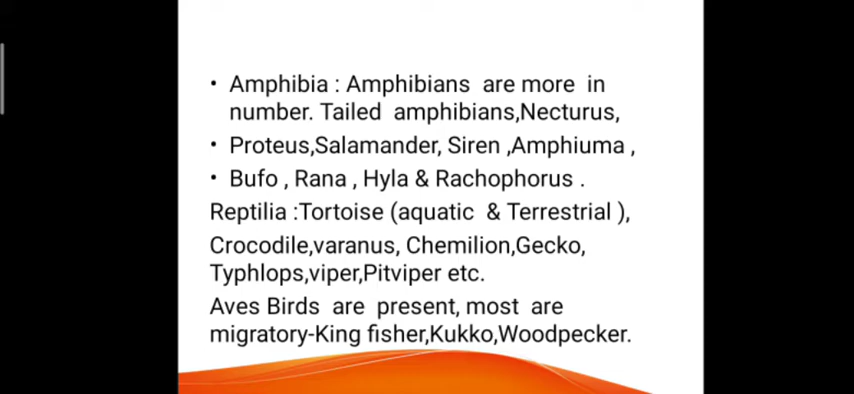 • Amphibia : Amphibians are more in
number. Tailed amphibians,Necturus,
• Proteus,Salamander, Siren ,Amphiuma ,
• Bufo , Rana , Hyla & Rachophorus .
Reptilia :Tortoise (aquatic & Terrestrial ),
Crocodile,varanus, Chemilion,Gecko,
Typhlops,viper,Pitviper etc.
Aves Birds are present, most are
migratory-King fisher,Kukko,Woodpecker.